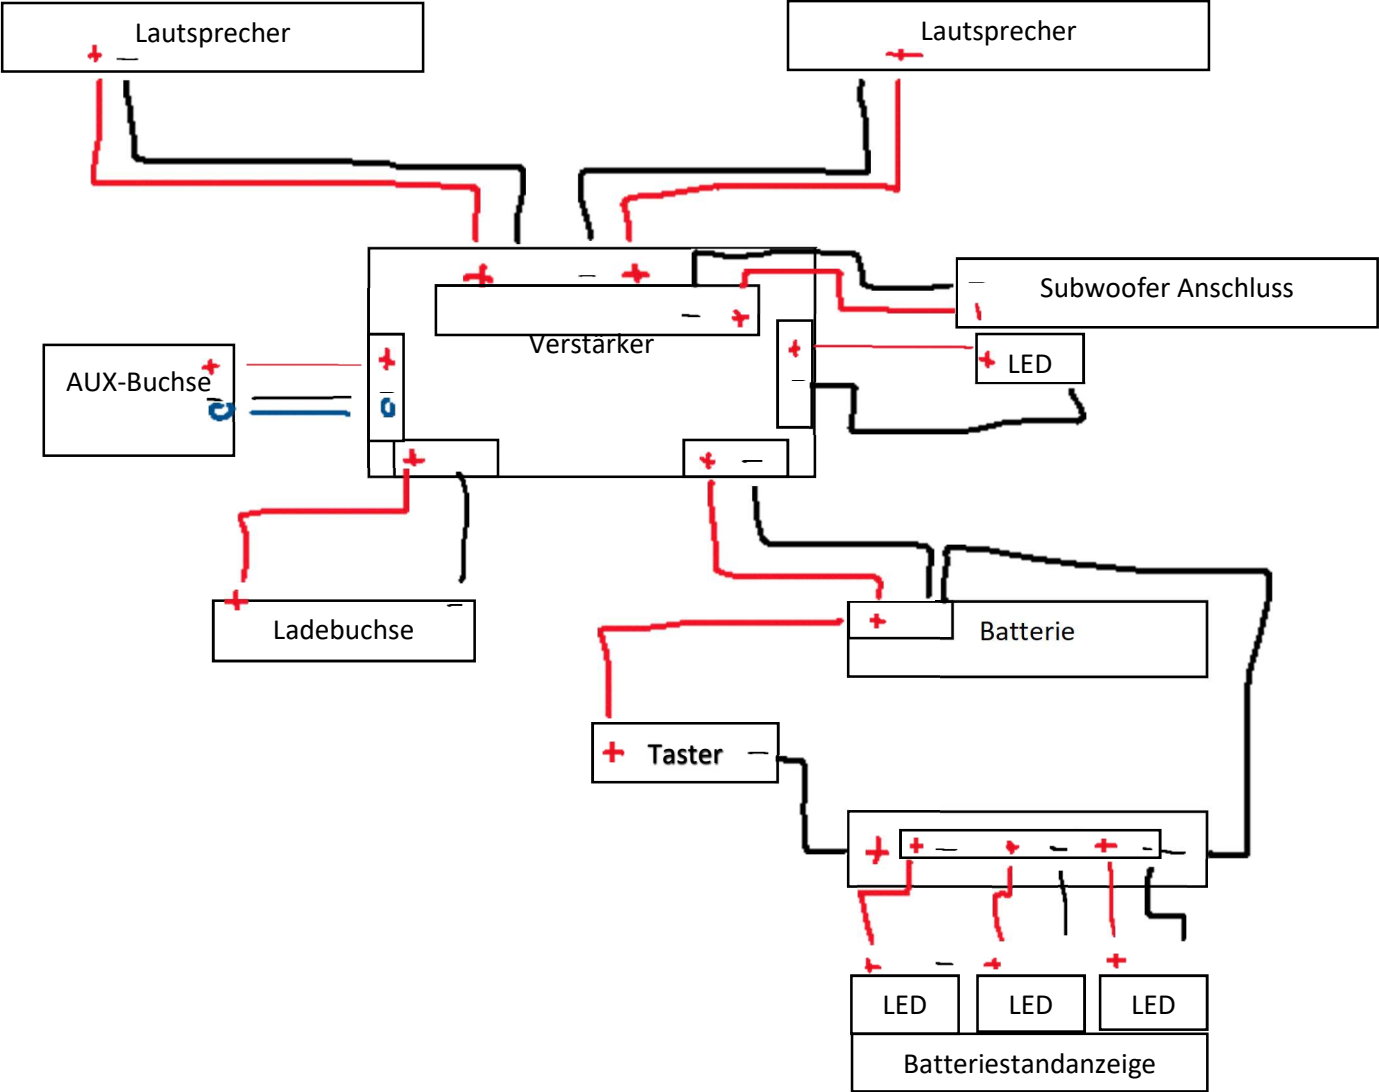 Lautsprecher
Lautsprecher
+ –
+
Subwoofer Anschluss
–
+ – +
– +
Verstärker
+ LED
+
–
AUX-Buchse +
–
+
–
o
+
+ –
+ –
Ladebuchse
+ Batterie
+ Taster –
+ + – + + – –
+ – + +
LED
LED
LED
Batteriestandanzeige